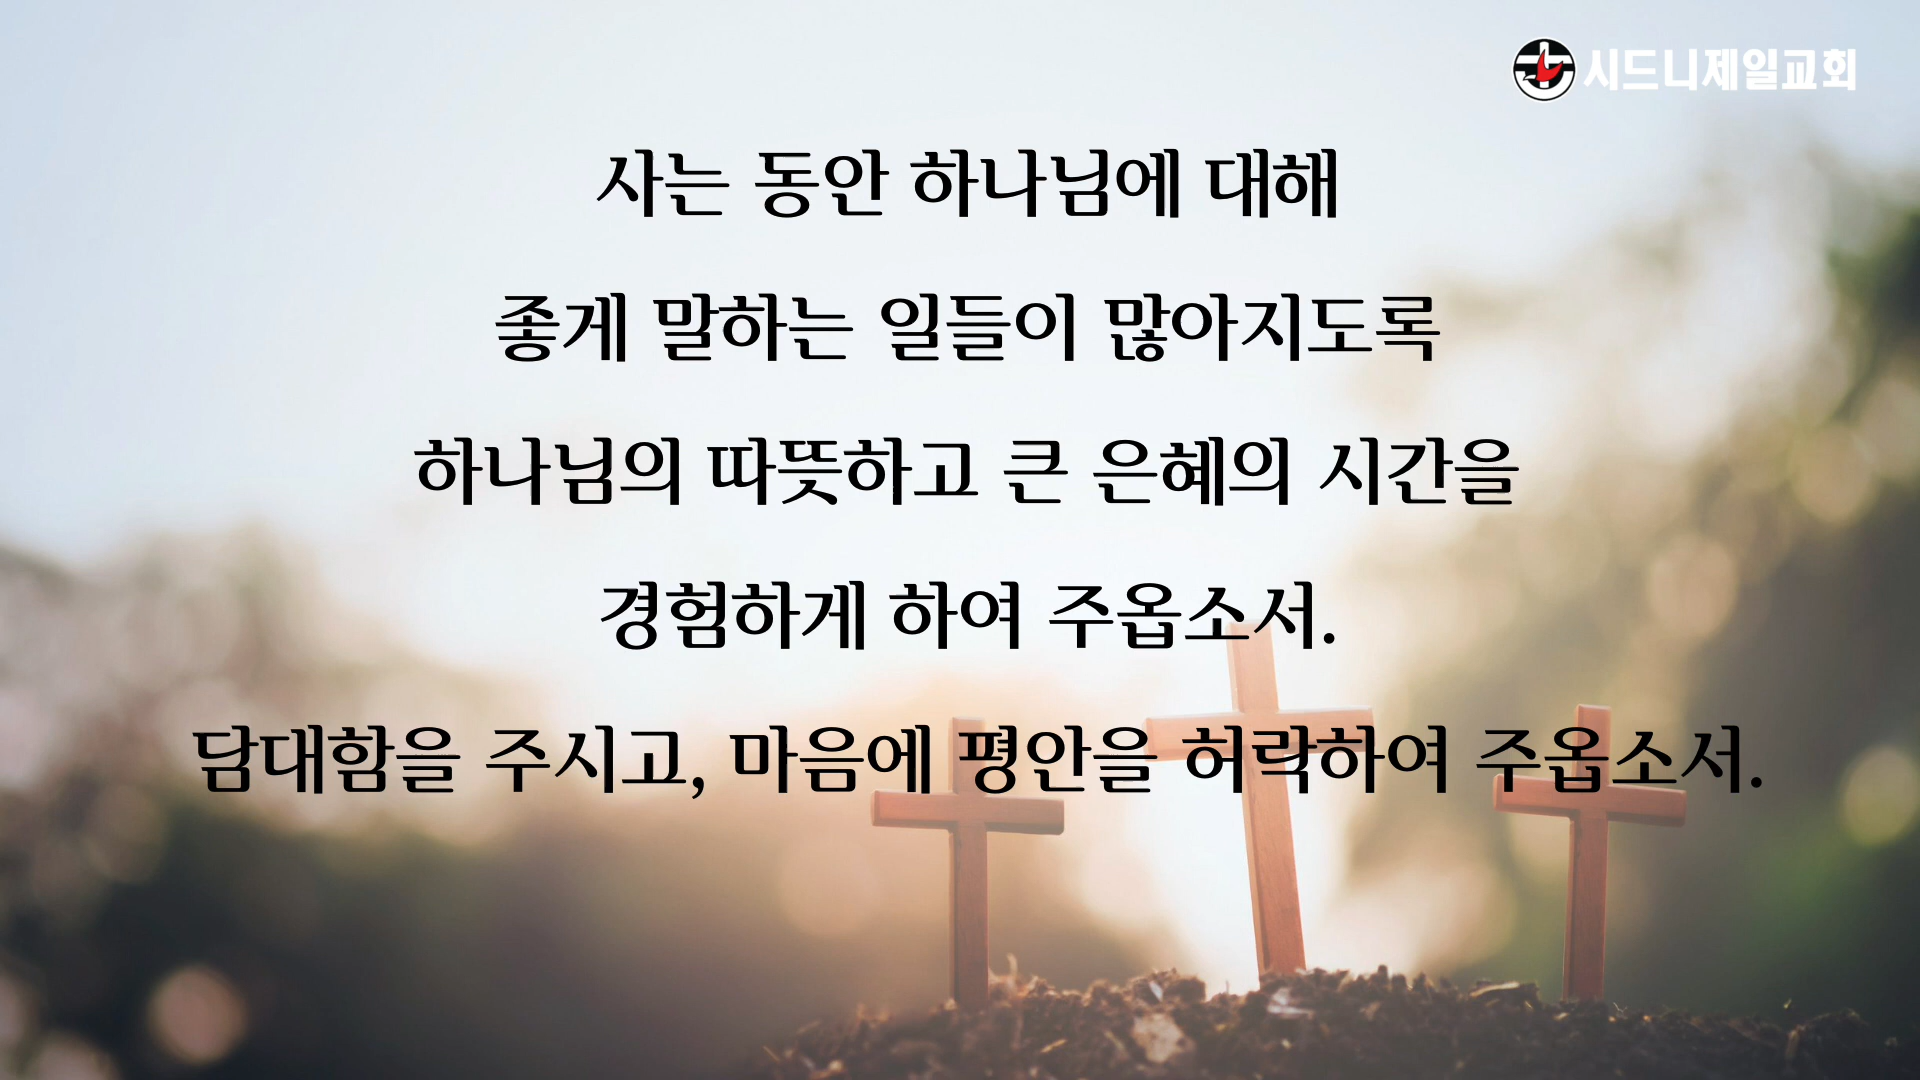 시드니제일교회
사는 동안 하나님에 대해
좋게 말하는 일들이 많아지도록
하나님의 따뜻하고 큰 은혜의 시간을
경험하게 하여 주옵소서.
담대함을 주시고, 마음에 평안을 허락하여 주옵소서.